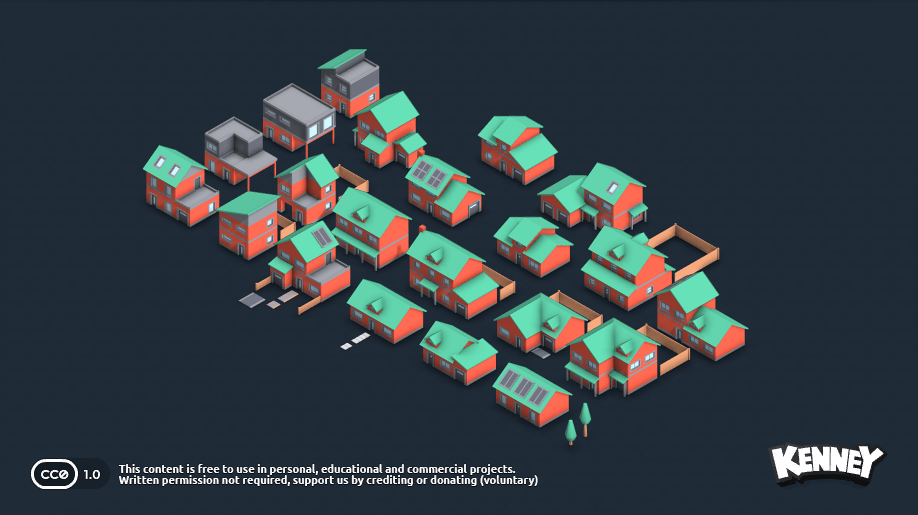 CC0 1.0
This content is free to use in personal, educational and commercial projects.
Written permission not required, support us by crediting or donating (voluntary)
KENNEY